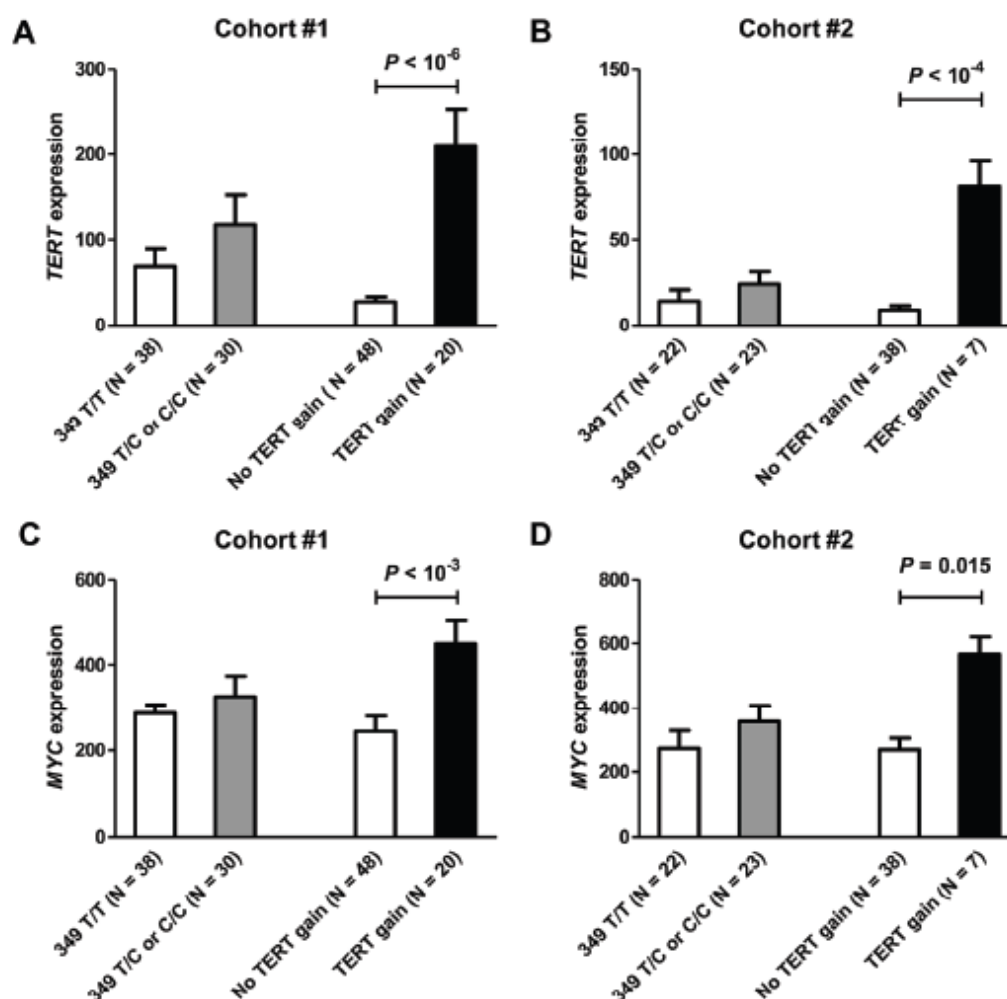 A
Cohort #1
P < 10-6
300
200
100
0
TERT expression
349 T/T (N = 38)
349 T/C or C/C (N = 30)
No TERT gain ( N = 48)
TERT gain (N = 20)
B
Cohort #2
P < 10-4
150
100
50
0
TERT expression
349 T/T (N = 22)
349 T/C or C/C (N = 23)
No TERT gain (N = 38)
TERT gain (N = 7)
C
Cohort #1
P < 10-3
600
400
200
0
MYC expression
349 T/T (N = 38)
349 T/C or C/C (N = 30)
No TERT gain (N = 48)
TERT gain (N = 20)
D
Cohort #2
P = 0.015
800
600
400
200
0
MYC expression
349 T/T (N = 22)
349 T/C or C/C (N = 23)
No TERT gain (N = 38)
TERT gain (N = 7)